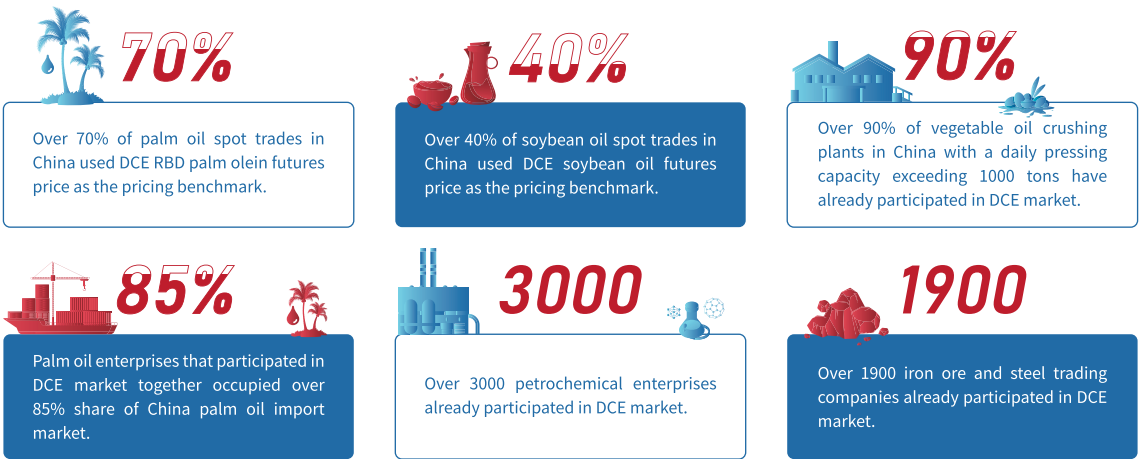 70%
Over 70% of palm oil spot trades in
China used DCE RBD palm olein futures
price as the pricing benchmark.
40%
Over 40% of soybean oil spot trades in
China used DCE soybean oil futures
price as the pricing benchmark.
90%
Over 90% of vegetable oil crushing
plants in China with a daily pressing
capacity exceeding 1000 tons have
already participated in DCE market.
85%
Palm oil enterprises that participated in
DCE market together occupied over
85% share of China palm oil import
market.
3000
Over 3000 petrochemical enterprises
already participated in DCE market.
1900
Over 1900 iron ore and steel trading
companies already participated in DCE
market.